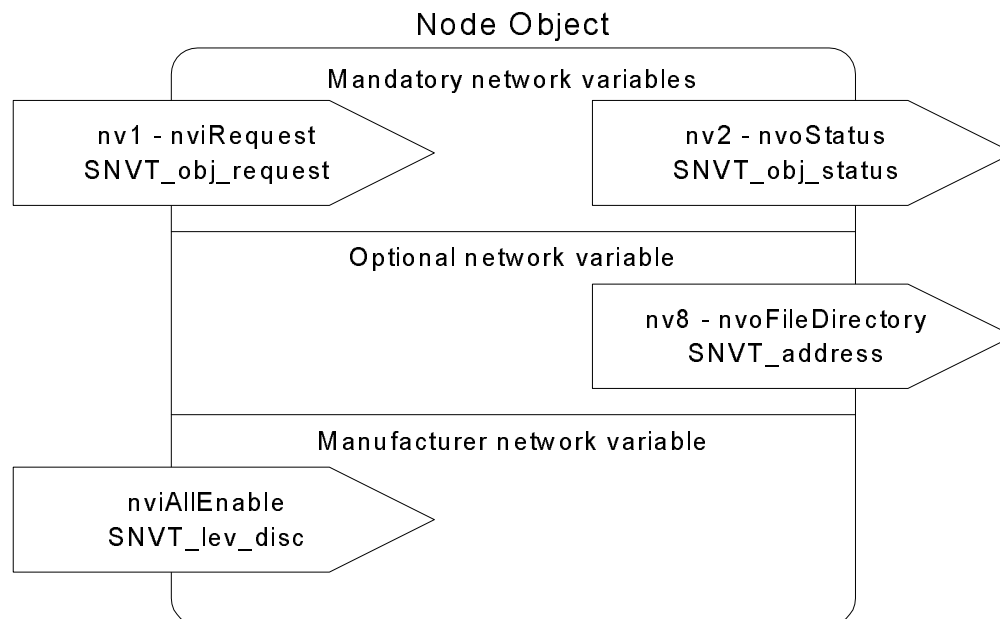 Node Object
Mandatory network variables
nv1 - nviRequest
SNVT_obj_request
nv2 - nvoStatus
SNVT_obj_status
Optional network variable
nv8 - nvoFileDirectory
SNVT_address
Manufacturer network variable
nviAllEnable
SNVT_lev_disc